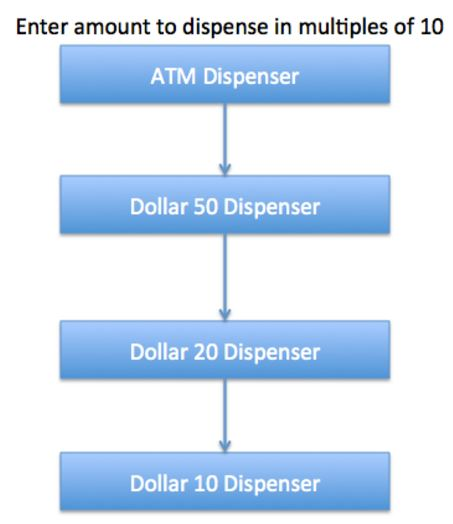 Enter amount to dispense in multiples of 10
ATM Dispenser
Dollar 50 Dispenser
Dollar 20 Dispenser
Dollar 10 Dispenser